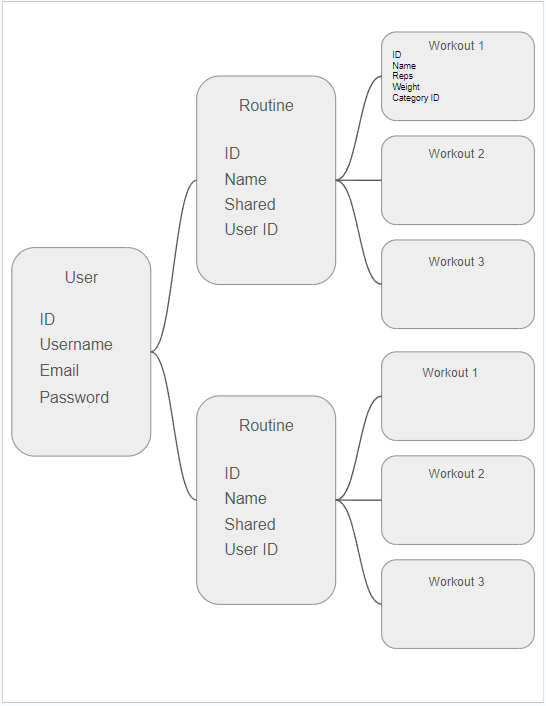 User
ID
Username
Email
Password
Routine
ID
Name
Shared
User ID
Workout 1
ID
Name
Reps
Weight
Category ID
Workout 2
Workout 3
Routine
ID
Name
Shared
User ID
Workout 1
Workout 2
Workout 3